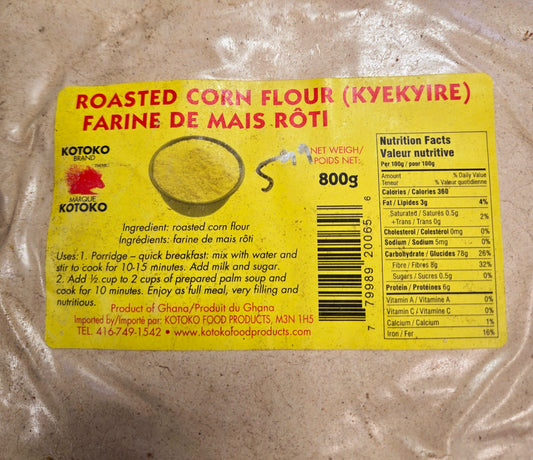 ROASTED CORN FLOUR (KYEKYIRE)
FARINE DE MAIS RÔTI
KOTOKO
BRAND
MARQUE
KOTOKO
NET WEIGH/
POIDS NET:
800g
Ingredient: roasted corn flour
Ingrédients: farine de mais rôti
Uses: 1. Porridge – quick breakfast: mix with water and
stir to cook for 10-15 minutes. Add milk and sugar.
2. Add ½ cup to 2 cups of prepared palm soup and
cook for 10 minutes. Enjoy as full meal, very filling and
nutritious.
Product of Ghana/Produit du Ghana
Imported by/Importé par: KOTOKO FOOD PRODUCTS, M3N 1H5
TEL. 416-749-1542 • www.kotokofoodproducts.com
7 79989 20065 6
Nutrition Facts
Valeur nutritive
Per 100g / pour 100g
Amount % Daily Value
Teneur % Valeur quotidienne
Calories / Calories 360
Fat / Lipides 3g 4%
Saturated / Saturés 0.5g
+Trans / Trans 0g 2%
Cholesterol / Cholésterol 0mg 0%
Sodium / Sodium 5mg 0%
Carbohydrate / Glucides 78g 26%
Fibre / Fibres 8g 32%
Sugars / Sucres 0.5g 0%
Protein / Protéines 6g
Vitamin A / Vitamine A 0%
Vitamin C / Vitamine C 0%
Calcium / Calcium 1%
Iron / Fer 16%